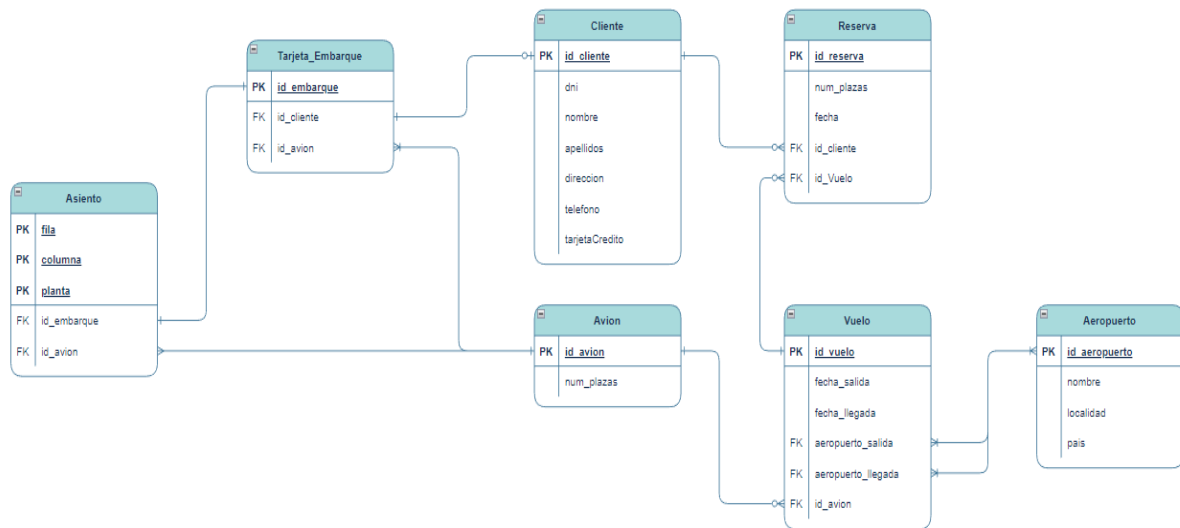 Tarjeta_Embarque
PK id_embarque
FK id_cliente
FK id_avion
Cliente
PK id_cliente
dni
nombre
apellidos
direccion
telefono
tarjetaCredito
Reserva
PK id_reserva
num_plazas
fecha
FK id_cliente
FK id_Vuelo
Asiento
PK fila
PK columna
PK planta
FK id_embarque
FK id_avion
Avion
PK id_avion
num_plazas
Vuelo
PK id_vuelo
fecha_salida
fecha_llegada
FK aeropuerto_salida
FK aeropuerto_llegada
FK id_avion
Aeropuerto
PK id_aeropuerto
nombre
localidad
pais